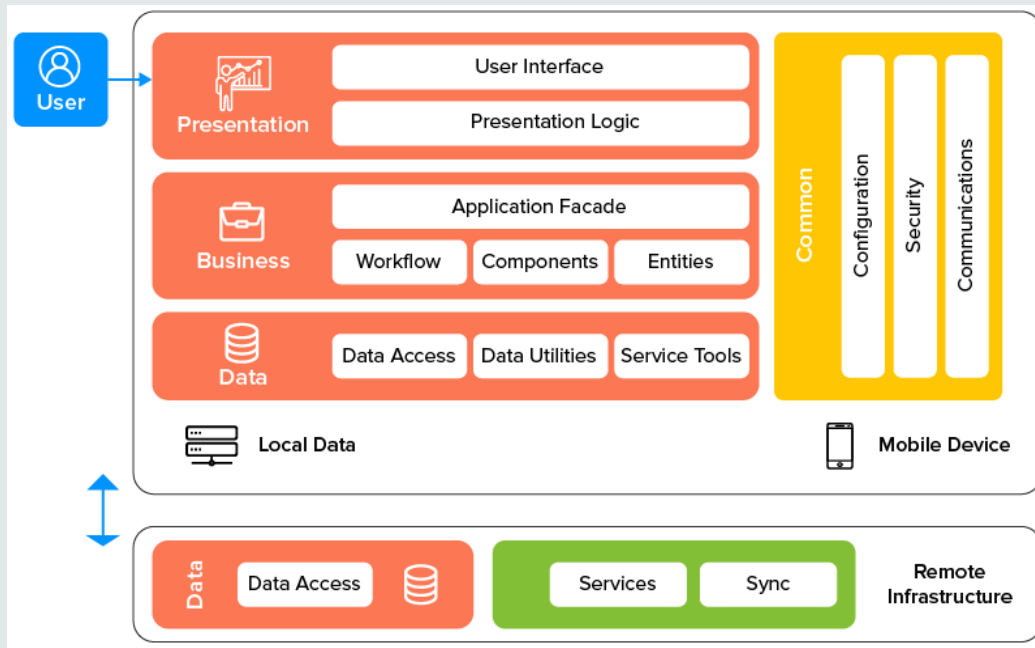 User
Presentation
User Interface
Presentation Logic
Business
Application Facade
Workflow
Components
Entities
Data
Data Access
Data Utilities
Service Tools
Common
Configuration
Security
Communications
Local Data
Mobile Device
Data
Data Access
Services
Sync
Remote
Infrastructure